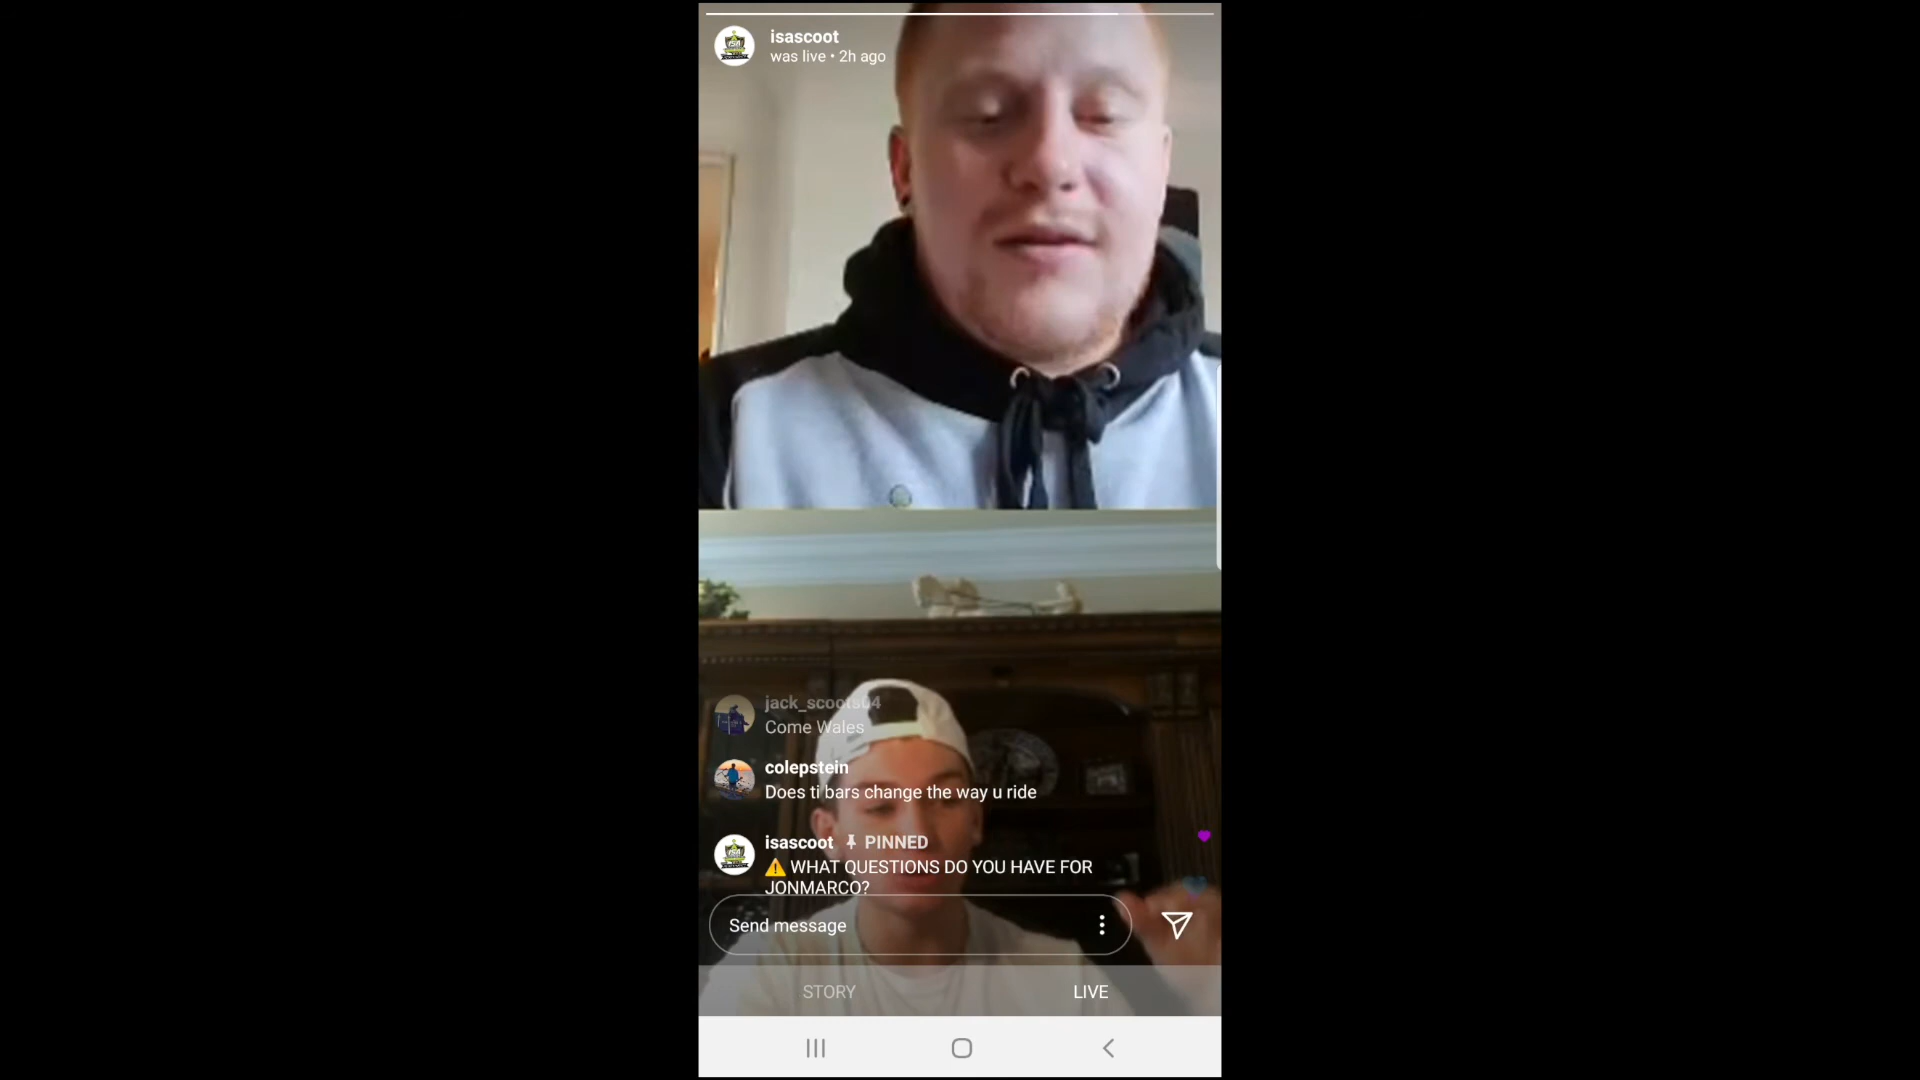 isascoot
was live • 2h ago
jack_scoots04
Come Wales
colepstein
Does ti bars change the way u ride
isascoot PINNED
⚠️ WHAT QUESTIONS DO YOU HAVE FOR
JONMARCO?
Send message
STORY LIVE